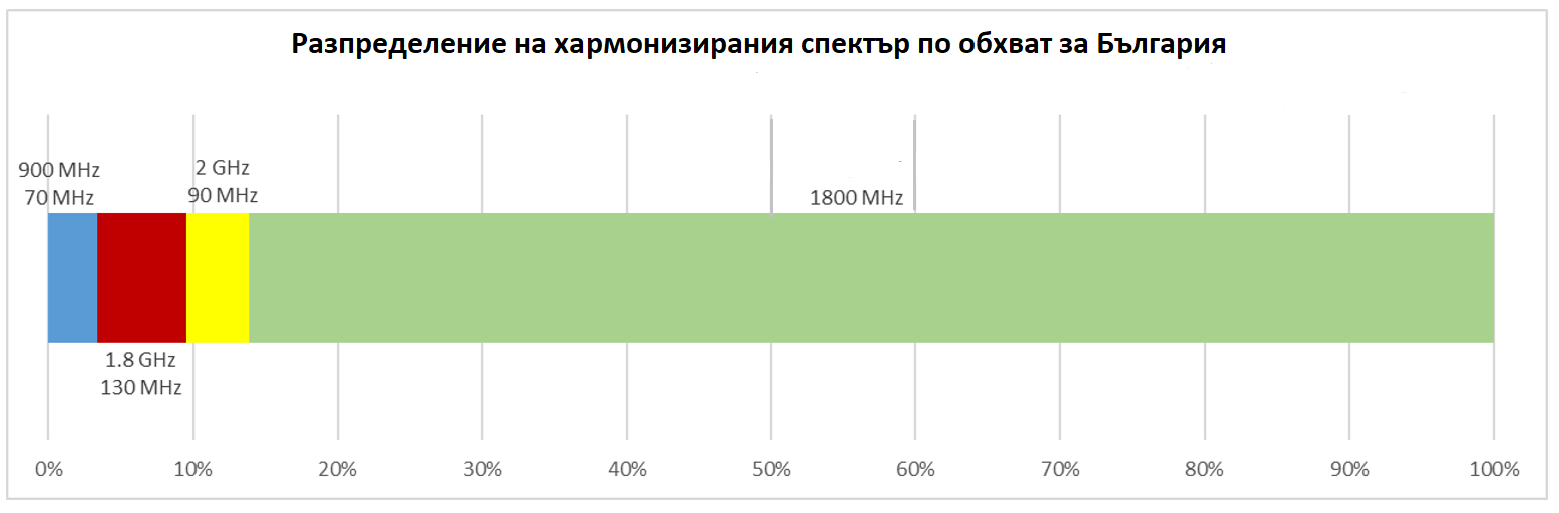 Разпределение на хармонизирания спектър по обхват за България
900 MHz
70 MHz
2 GHz
90 MHz
1800 MHz
1.8 GHz
130 MHz
0%
10%
20%
30%
40%
50%
60%
70%
80%
90%
100%